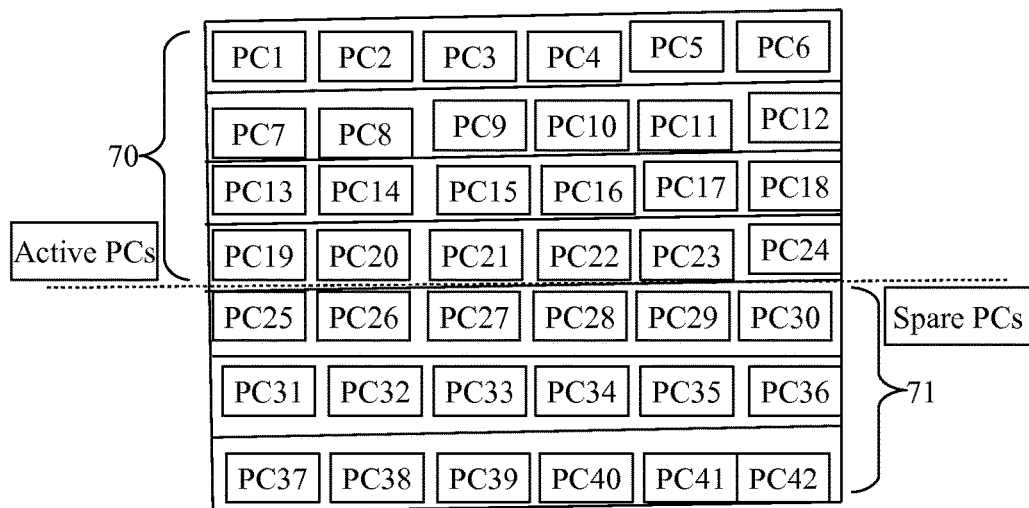 PC1 PC2 PC3 PC4 PC5 PC6
PC7 PC8 PC9 PC10 PC11 PC12
70
PC13 PC14 PC15 PC16 PC17 PC18
Active PCs
PC19 PC20 PC21 PC22 PC23 PC24
PC25 PC26 PC27 PC28 PC29 PC30
Spare PCs
PC31 PC32 PC33 PC34 PC35 PC36
71
PC37 PC38 PC39 PC40 PC41 PC42